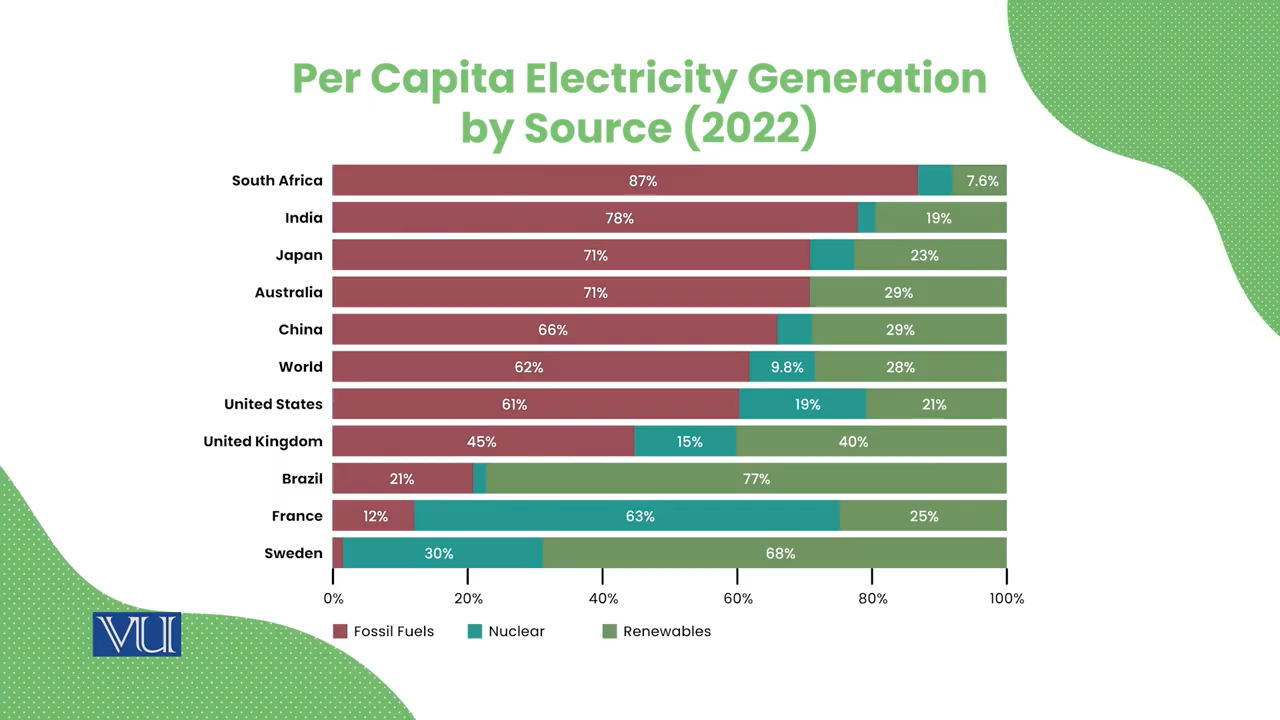 Per Capita Electricity Generation
by Source (2022)
South Africa 87% 7.6%
India 78% 19%
Japan 71% 23%
Australia 71% 29%
China 66% 29%
World 62% 9.8% 28%
United States 61% 19% 21%
United Kingdom 45% 15% 40%
Brazil 21% 77%
France 12% 63% 25%
Sweden 30% 68%
0% 20% 40% 60% 80% 100%
Fossil Fuels Nuclear Renewables
VU